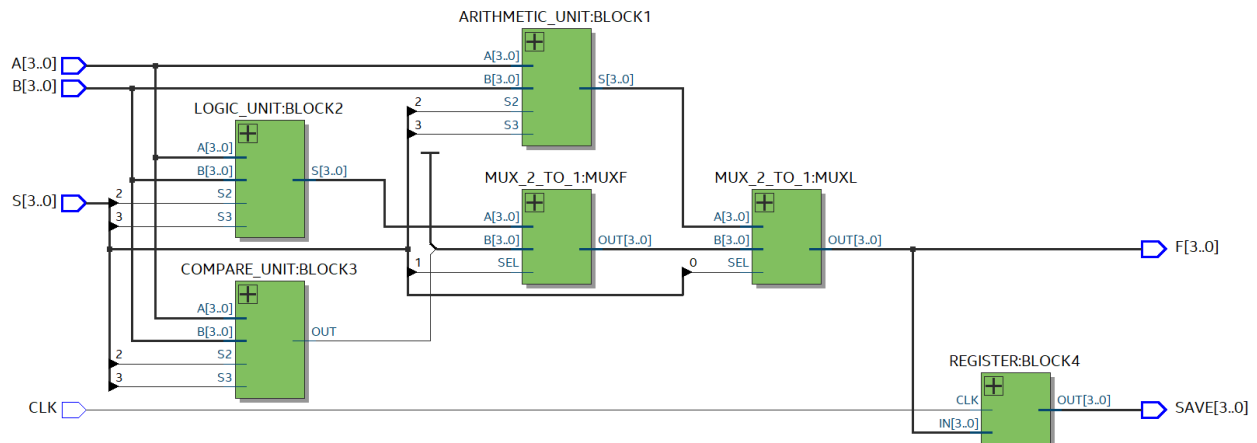 ARITHMETIC_UNIT:BLOCK1
A[3..0]
B[3..0]
A[3..0]
B[3..0]
S2
S3
S[3..0]
2
3
LOGIC_UNIT:BLOCK2
A[3..0]
B[3..0]
S2
S3
S[3..0]
S[3..0]
2
3
MUX_2_TO_1:MUXF
A[3..0]
B[3..0]
SEL
OUT[3..0]
1
MUX_2_TO_1:MUXL
A[3..0]
B[3..0]
SEL
OUT[3..0]
0
F[3..0]
COMPARE_UNIT:BLOCK3
A[3..0]
B[3..0]
S2
S3
OUT
2
3
REGISTER:BLOCK4
CLK
CLK
IN[3..0]
OUT[3..0]
SAVE[3..0]